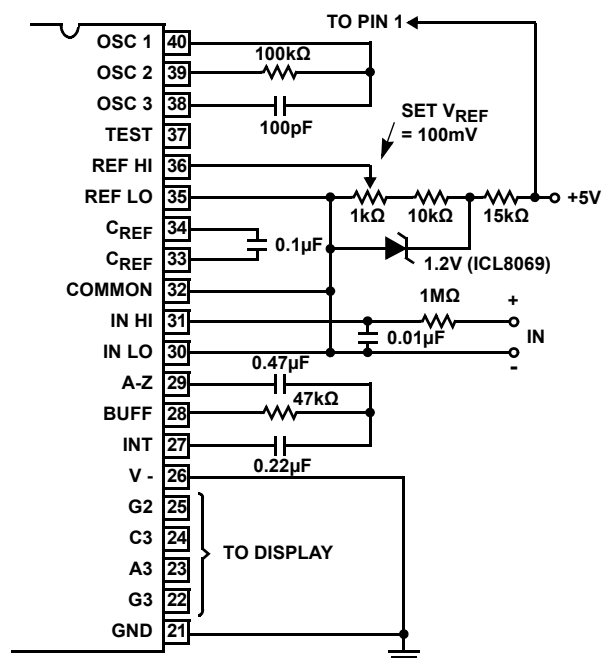 TO PIN 1
OSC 1 40
100kΩ
OSC 2 39
OSC 3 38
100pF
SET VREF
= 100mV
TEST 37
REF HI 36
REF LO 35
1kΩ 10kΩ 15kΩ +5V
CREF 34
0.1µF
CREF 33
1.2V (ICL8069)
COMMON 32
1MΩ
+
IN HI 31
0.01µF
IN
IN LO 30
-
0.47µF
A-Z 29
47kΩ
BUFF 28
INT 27
0.22µF
V - 26
G2 25
C3 24
TO DISPLAY
A3 23
G3 22
GND 21